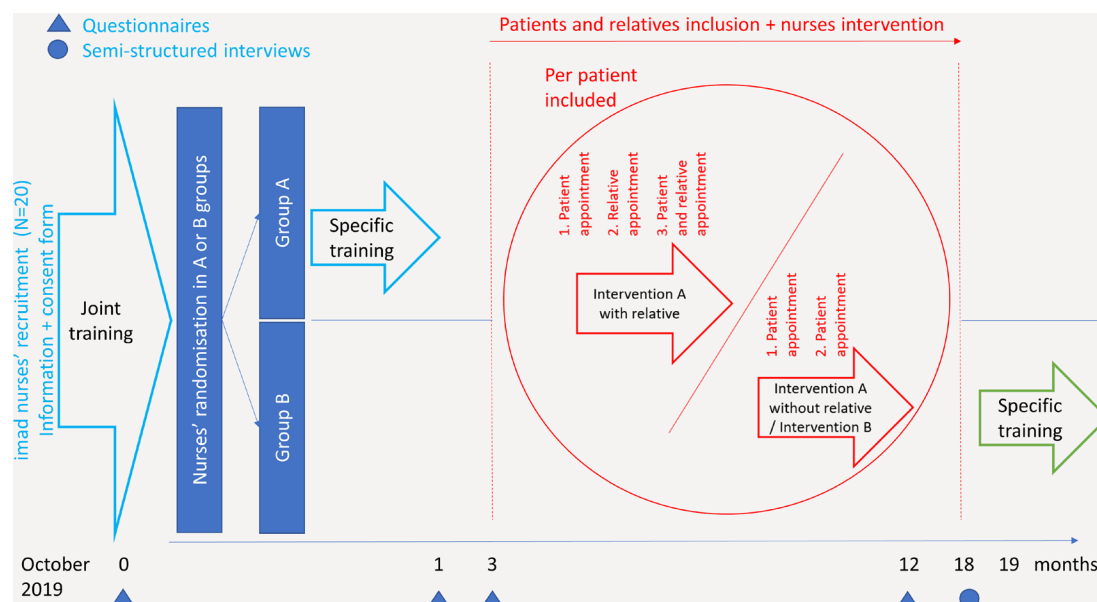 Questionnaires
Semi-structured interviews
Patients and relatives inclusion + nurses intervention
Per patient
included
imad nurses' recruitment (N=20)
Information + consent form
Joint
training
Nurses' randomisation in A or B groups
Group A
Group B
Specific
training
1. Patient
appointment
2. Relative
appointment
3. Patient
and relative
appointment
Intervention A
with relative
1. Patient
appointment
2. Patient
appointment
Intervention A
without relative
/ Intervention B
Specific
training
October
2019
0
1
3
12
18
19
months